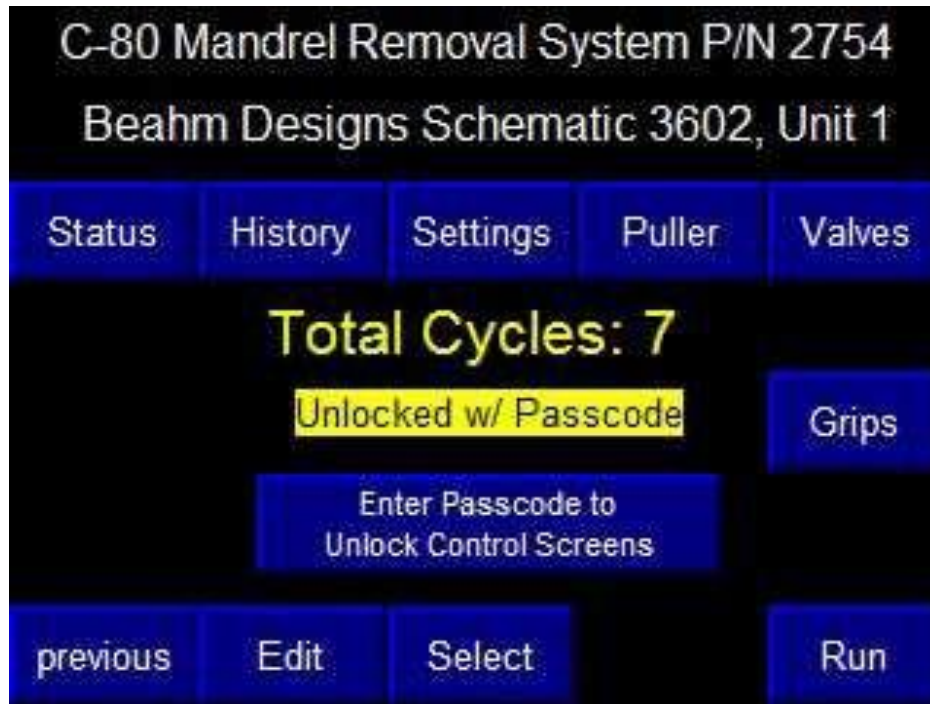 C-80 Mandrel Removal System P/N 2754
Beahm Designs Schematic 3602, Unit 1
Status History Settings Puller Valves
Total Cycles: 7
Unlocked w/ Passcode
Grips
Enter Passcode to
Unlock Control Screens
previous Edit Select Run